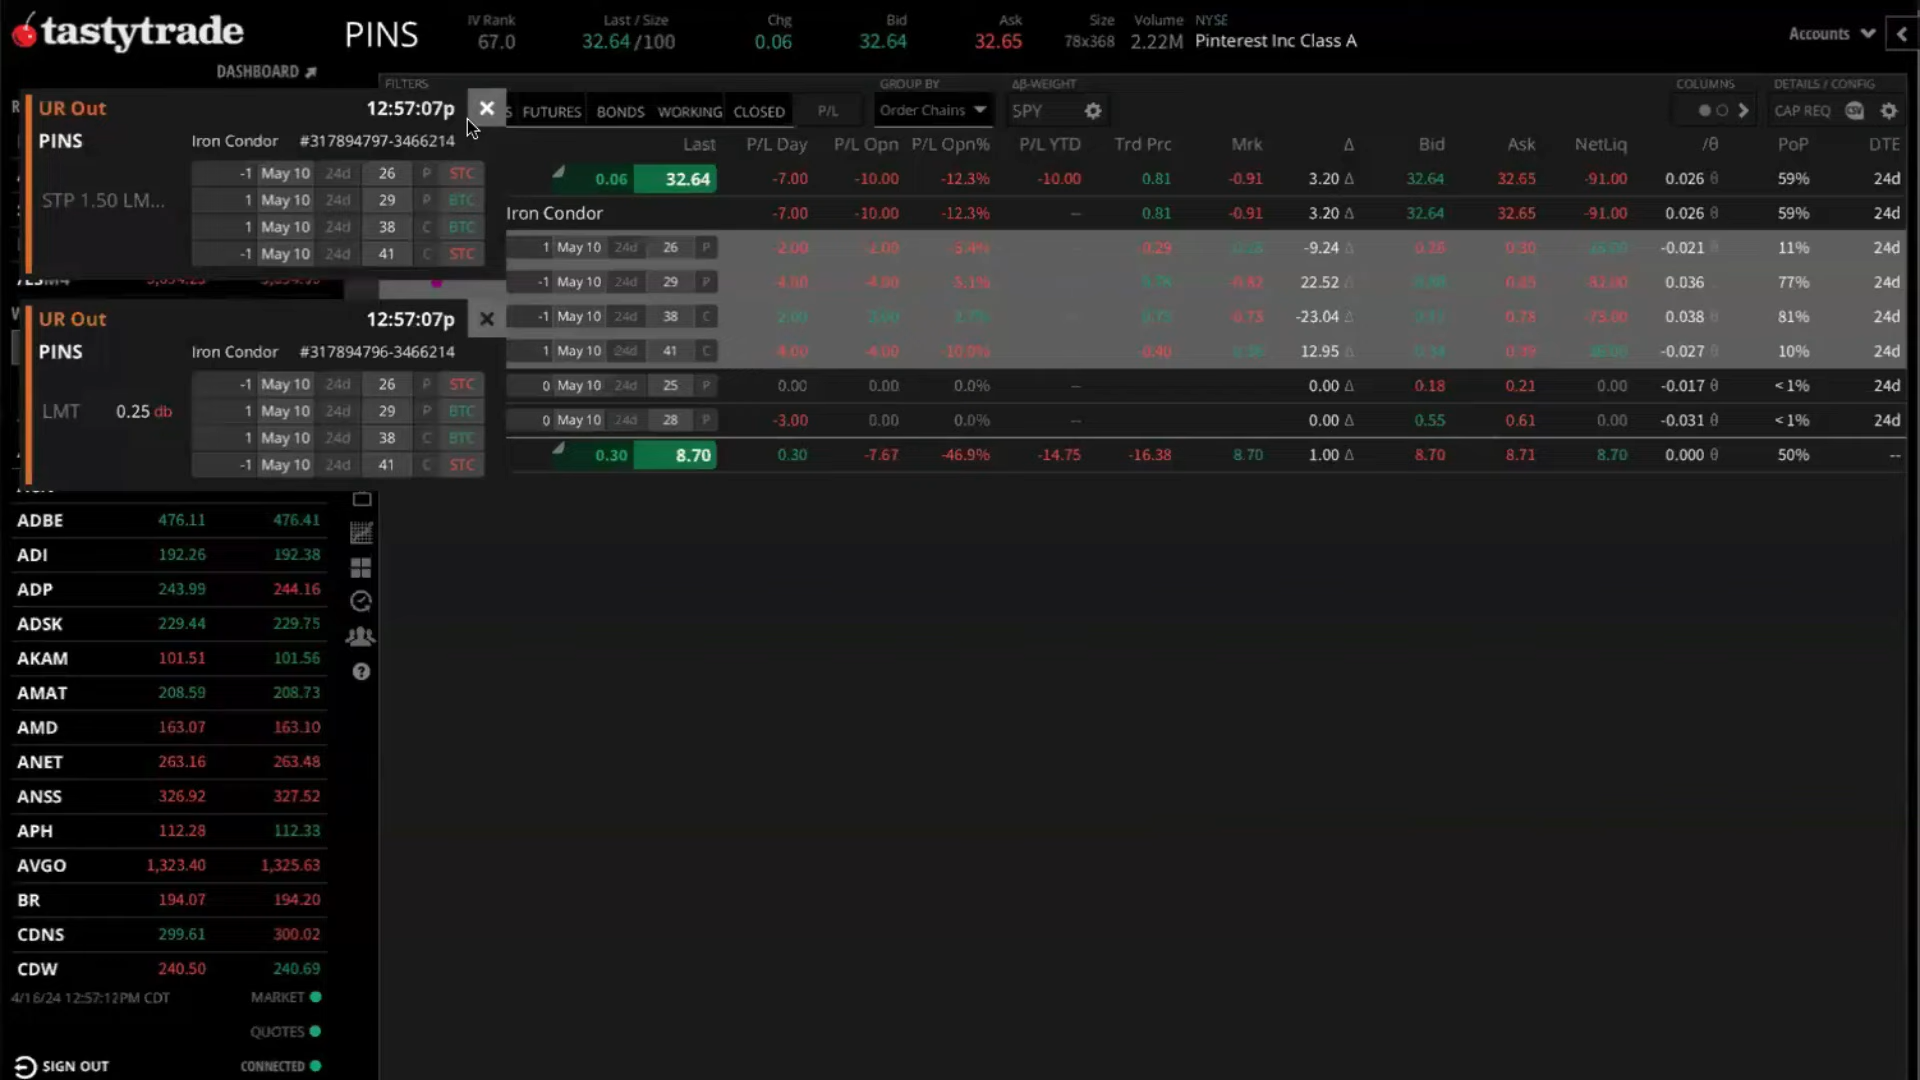 tastytrade
PINS
IV Rank 67.0
Last / Size 32.64 /100
Chg 0.06
Bid 32.64
Ask 32.65
Size 78x368
Volume 2.22M
NYSE Pinterest Inc Class A
Accounts
DASHBOARD
FILTERS
GROUP BY
Δβ-WEIGHT
COLUMNS
DETAILS / CONFIG
S FUTURES BONDS WORKING CLOSED P/L Order Chains SPY CAP REQ CSV
UR Out 12:57:07p
PINS Iron Condor #317894797-3466214
STP 1.50 LM...
-1 May 10 24d 26 P STC
1 May 10 24d 29 P BTC
1 May 10 24d 38 C BTC
-1 May 10 24d 41 C STC
UR Out 12:57:07p
PINS Iron Condor #317894796-3466214
LMT 0.25 db
-1 May 10 24d 26 P STC
1 May 10 24d 29 P BTC
1 May 10 24d 38 C BTC
-1 May 10 24d 41 C STC
Last P/L Day P/L Opn P/L Opn% P/L YTD Trd Prc Mrk Δ Bid Ask NetLiq /θ PoP DTE
0.06 32.64 -7.00 -10.00 -12.3% -10.00 0.81 -0.91 3.20 Δ 32.64 32.65 -91.00 0.026 θ 59% 24d
Iron Condor -7.00 -10.00 -12.3% -- 0.81 -0.91 3.20 Δ 32.64 32.65 -91.00 0.026 θ 59% 24d
1 May 10 24d 26 P -2.00 -0.29 -9.24 Δ 0.26 0.30 -0.021 11% 24d
-1 May 10 24d 29 P -4.00 -4.00 -0.82 22.52 Δ 0.85 -82.00 0.036 77% 24d
-1 May 10 24d 38 C 2.00 2.00 -0.73 -23.04 Δ 0.78 -73.00 0.038 81% 24d
1 May 10 24d 41 C -4.00 -4.00 -10.0% -0.40 12.95 Δ 0.34 -0.027 10% 24d
0 May 10 24d 25 P 0.00 0.00 0.0% -- 0.00 Δ 0.18 0.21 0.00 -0.017 θ <1% 24d
0 May 10 24d 28 P -3.00 0.00 0.0% -- 0.00 Δ 0.55 0.61 0.00 -0.031 θ <1% 24d
0.30 8.70 0.30 -7.67 -46.9% -14.75 -16.38 8.70 1.00 Δ 8.70 8.71 8.70 0.000 θ 50% --
ADBE 476.11 476.41
ADI 192.26 192.38
ADP 243.99 244.16
ADSK 229.44 229.75
AKAM 101.51 101.56
AMAT 208.59 208.73
AMD 163.07 163.10
ANET 263.16 263.48
ANSS 326.92 327.52
APH 112.28 112.33
AVGO 1,323.40 1,325.63
BR 194.07 194.20
CDNS 299.61 300.02
CDW 240.50 240.69
4/16/24 12:57:12PM CDT MARKET
QUOTES
SIGN OUT CONNECTED